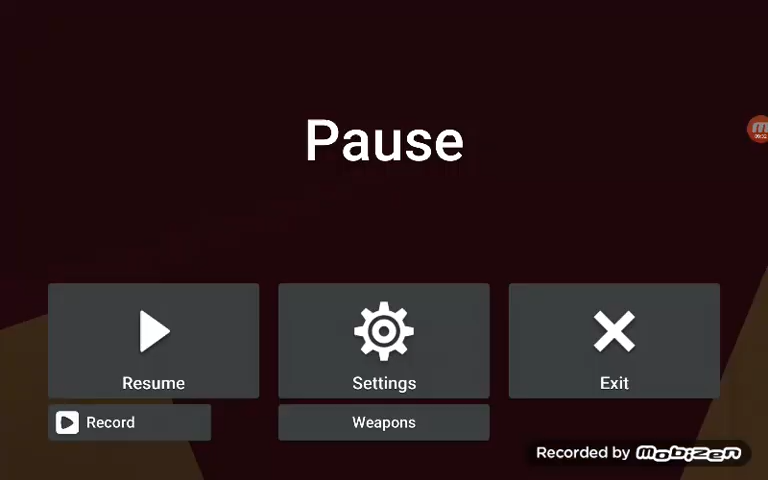 Pause
Resume
Settings
Exit
Record
Weapons
Recorded by mobizen